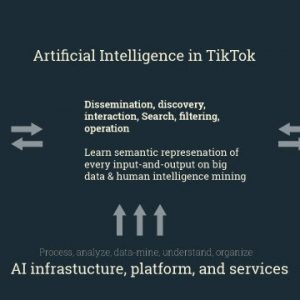 Artificial Intelligence in TikTok
Dissemination, discovery,
interaction, Search, filtering,
operation
Learn semantic represenation of
every input-and-output on big
data & human intelligence mining
Process, analyze, data-mine, understand, organize
AI infrastucture, platform, and services